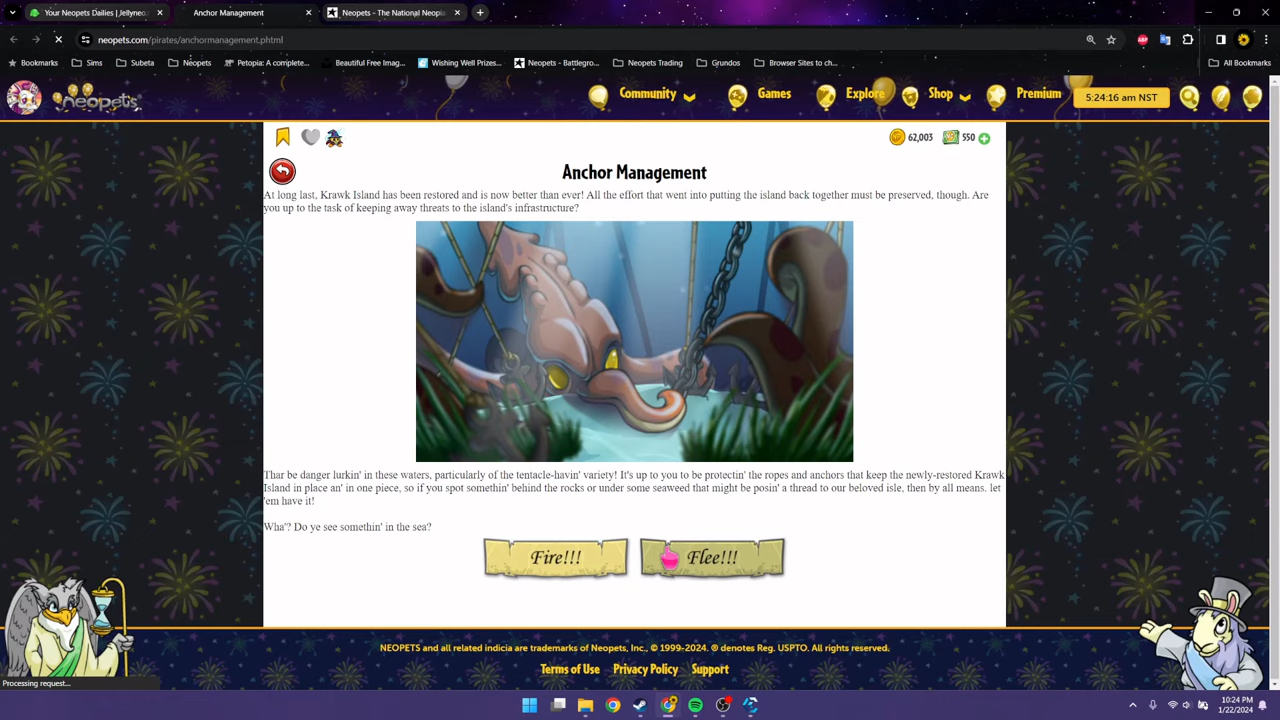 Your Neopets Dailies | Jellyneo
Anchor Management
Neopets - The National Neopia
neopets.com/pirates/anchormanagement.phtml
Bookmarks
Sims
Subeta
Neopets
Petopia: A complete...
Beautiful Free Imag...
Wishing Well Prizes...
Neopets - Battlegro...
Neopets Trading
Grundos
Browser Sites to ch...
All Bookmarks
ABP
neopets
Community
Games
Explore
Shop
Premium
5:24:16 am NST
62,003
550
Anchor Management
At long last, Krawk Island has been restored and is now better than ever! All the effort that went into putting the island back together must be preserved, though. Are
you up to the task of keeping away threats to the island's infrastructure?
Thar be danger lurkin' in these waters, particularly of the tentacle-havin' variety! It's up to you to be protectin' the ropes and anchors that keep the newly-restored Krawk
Island in place an' in one piece, so if you spot somethin' behind the rocks or under some seaweed that might be posin' a thread to our beloved isle, then by all means. let
'em have it!
Wha'? Do ye see somethin' in the sea?
Fire!!!
Flee!!!
NEOPETS and all related indicia are trademarks of Neopets, Inc., © 1999-2024. ® denotes Reg. USPTO. All rights reserved.
Terms of Use
Privacy Policy
Support
Processing request...
10:24 PM
1/22/2024